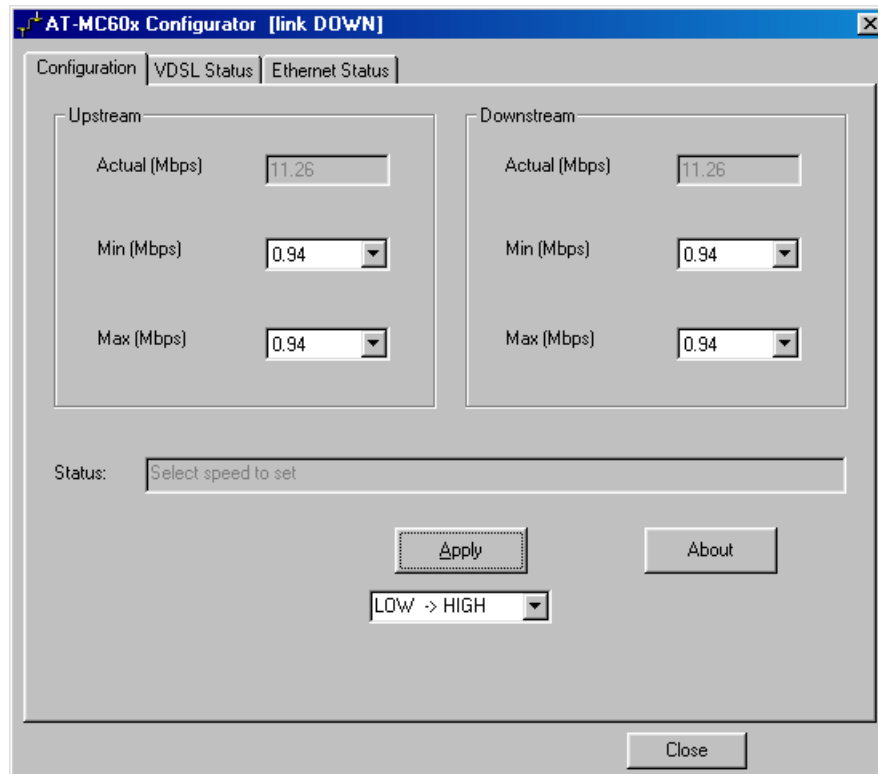 AT-MC60x Configurator [link DOWN]
Configuration VDSL Status Ethernet Status
Upstream
Actual (Mbps) 11.26
Min (Mbps) 0.94
Max (Mbps) 0.94
Downstream
Actual (Mbps) 11.26
Min (Mbps) 0.94
Max (Mbps) 0.94
Status: Select speed to set
Apply About
LOW -> HIGH
Close